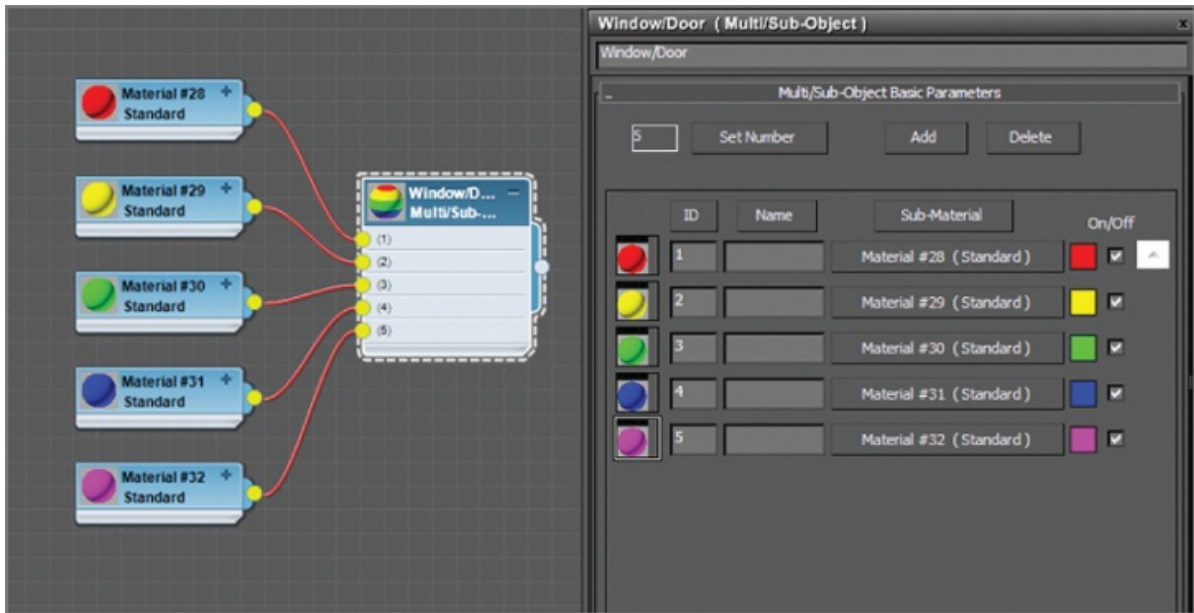 Material #28
Standard
Material #29
Standard
Material #30
Standard
Material #31
Standard
Material #32
Standard
Window/D...
Multi/Sub-...
(1)
(2)
(3)
(4)
(5)
Window/Door ( Multi/Sub-Object ) x
Window/Door
- Multi/Sub-Object Basic Parameters
5 Set Number Add Delete
ID Name Sub-Material On/Off
1 Material #28 ( Standard )
2 Material #29 ( Standard )
3 Material #30 ( Standard )
4 Material #31 ( Standard )
5 Material #32 ( Standard )